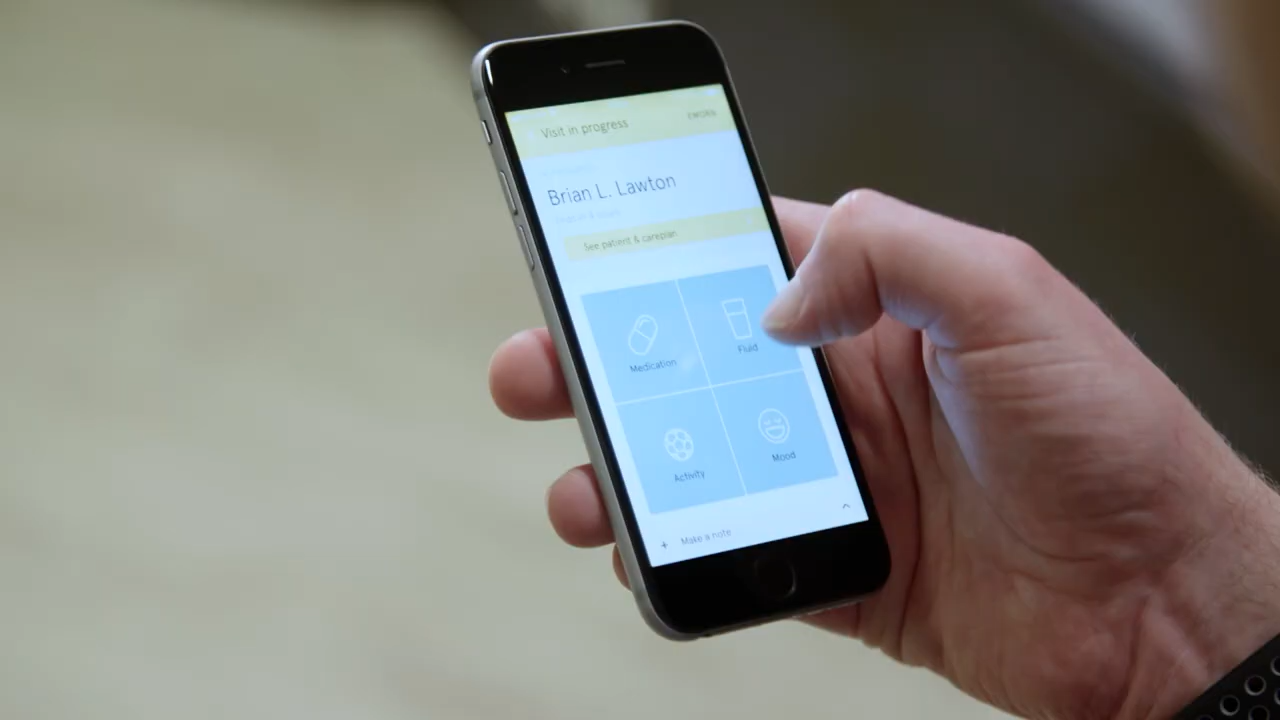 Visit in progress
Brian L. Lawton
See patient & careplan
Medication
Fluid
Activity
Mood
+ Make a note